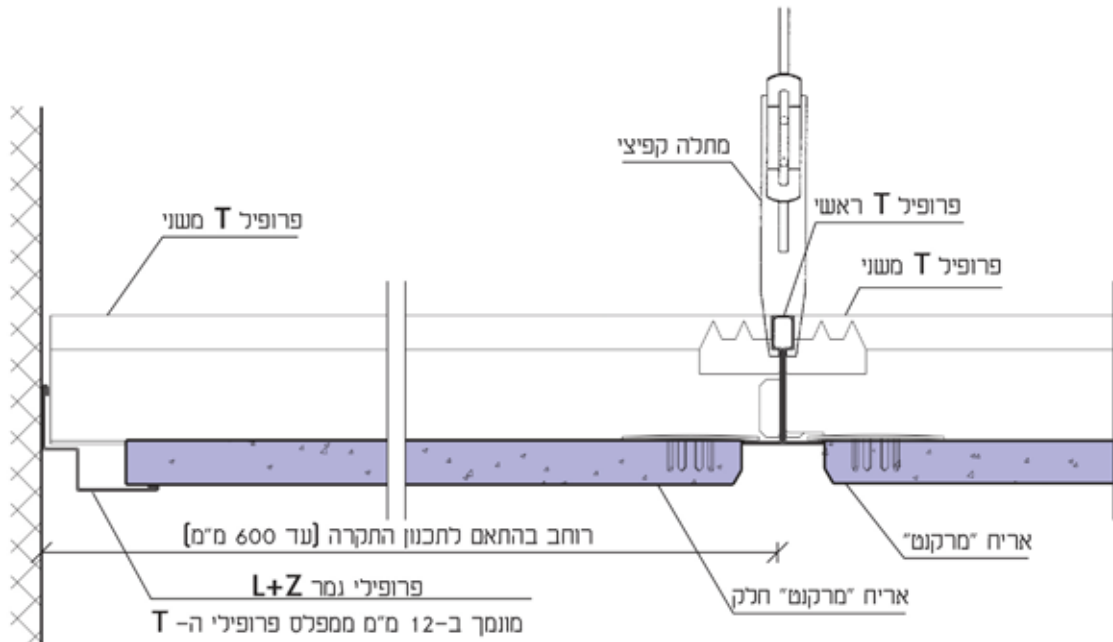 מתלה קפיצי
פרופיל T ראשי
פרופיל T משני
פרופיל T משני
רוחב בהתאם לתכנון התקרה (עד 600 מ"מ)
אריח "מרקנט"
פרופילי גמר L+Z
אריח "מרקנט" חלק
מונמך ב-12 מ"מ ממפלס פרופילי ה- T